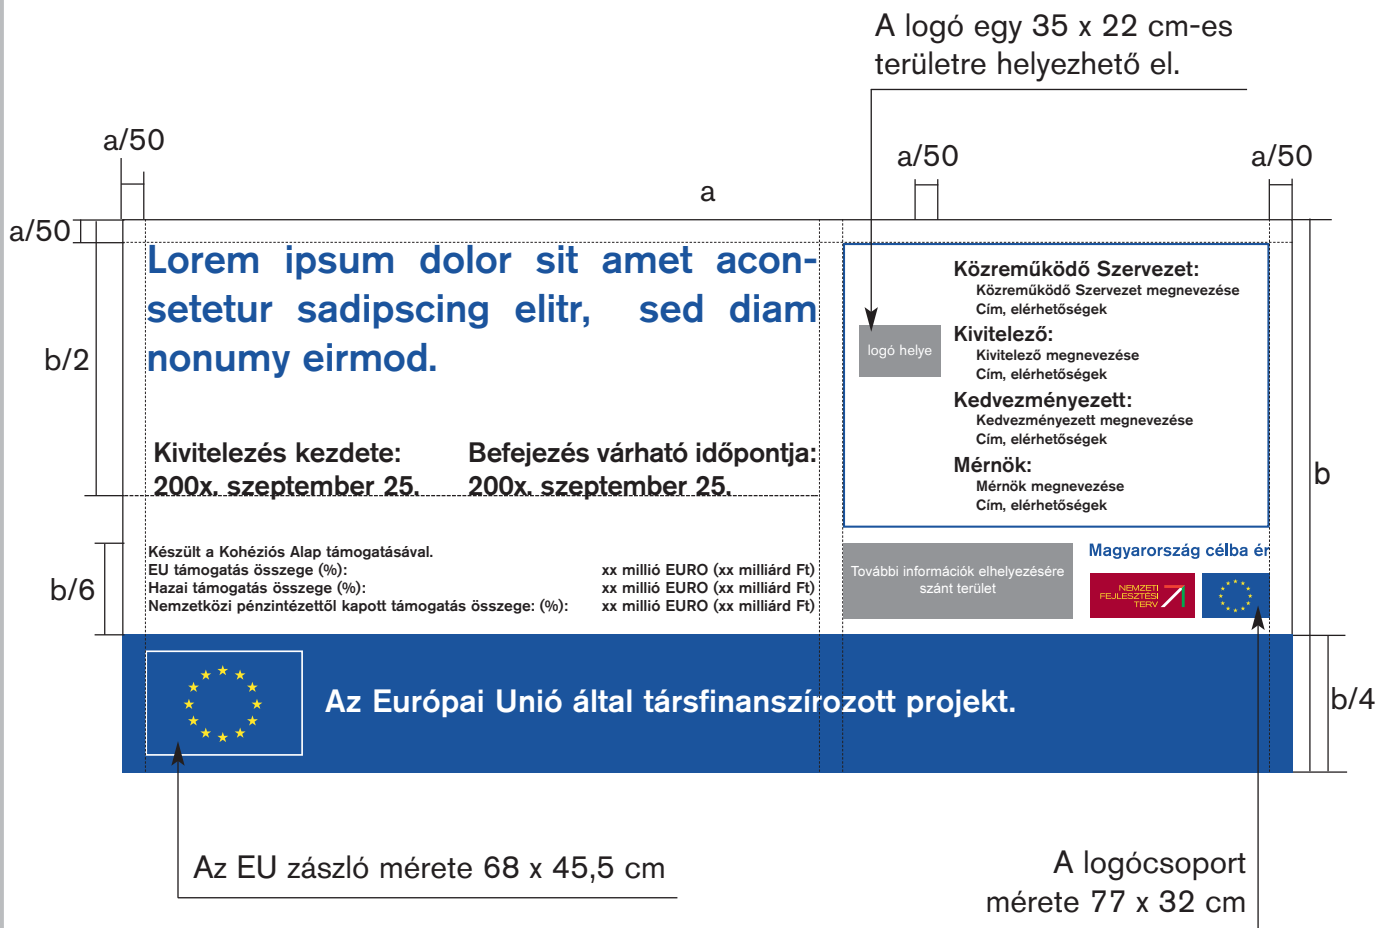 A logó egy 35 x 22 cm-es
területre helyezhető el.
a/50
a/50
a/50
a
a/50
Lorem ipsum dolor sit amet acon-
setetur sadipscing elitr, sed diam
nonumy eirmod.
b/2
Kivitelezés kezdete:
200x. szeptember 25.
Befejezés várható időpontja:
200x. szeptember 25.
logó helye
Közreműködő Szervezet:
Közreműködő Szervezet megnevezése
Cím, elérhetőségek
Kivitelező:
Kivitelező megnevezése
Cím, elérhetőségek
Kedvezményezett:
Kedvezményezett megnevezése
Cím, elérhetőségek
Mérnök:
Mérnök megnevezése
Cím, elérhetőségek
b
b/6
Készült a Kohéziós Alap támogatásával.
EU támogatás összege (%): xx millió EURO (xx milliárd Ft)
Hazai támogatás összege (%): xx millió EURO (xx milliárd Ft)
Nemzetközi pénzintézettől kapott támogatás összege: (%): xx millió EURO (xx milliárd Ft)
További információk elhelyezésére
szánt terület
Magyarország célba ér
NEMZETI
FEJLESZTÉSI
TERV
Az Európai Unió által társfinanszírozott projekt.
b/4
Az EU zászló mérete 68 x 45,5 cm
A logócsoport
mérete 77 x 32 cm